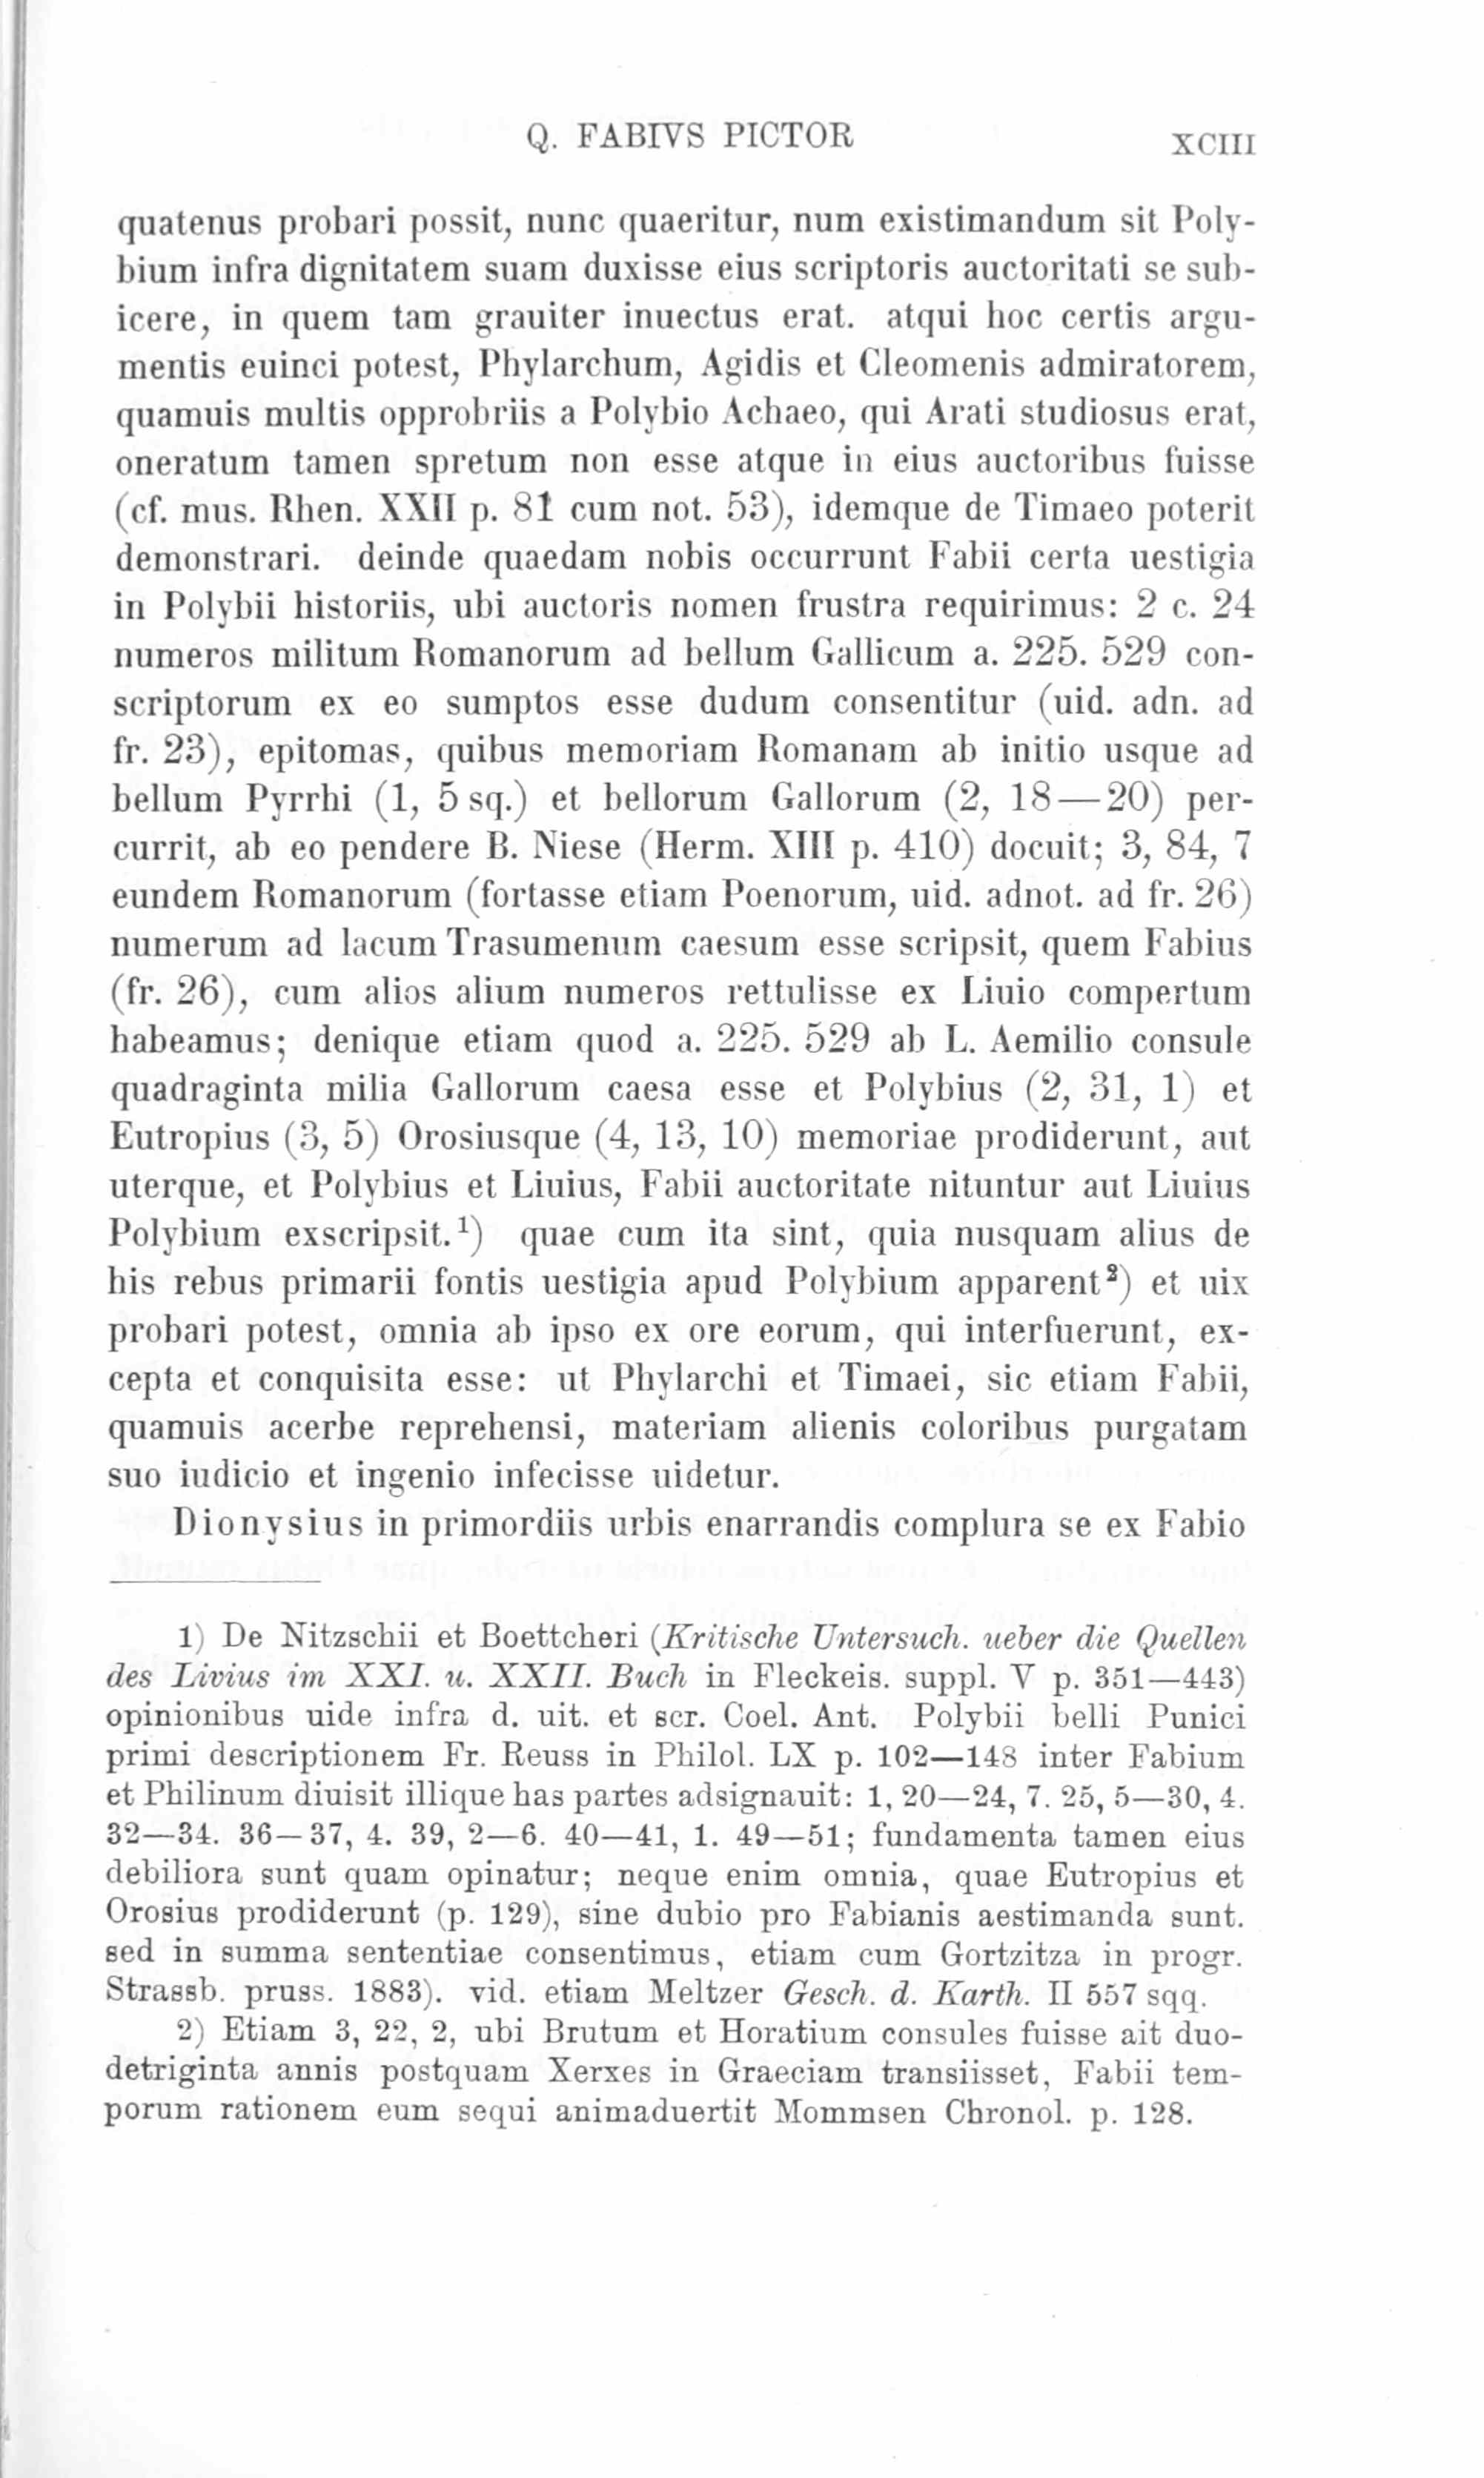 Q. FABIVS PICTOR XCIII
quatenus probari possit, nunc quaeritur, num existimandum sit Poly-
bium infra dignitatem suam duxisse eius scriptoris auctoritati se sub-
icere, in quem tam grauiter inuectus erat. atqui hoc certis argu-
mentis euinci potest, Phylarchum, Agidis et Cleomenis admiratorem,
quamuis multis opprobriis a Polybio Achaeo, qui Arati studiosus erat,
oneratum tamen spretum non esse atque in eius auctoribus fuisse
(cf. mus. Rhen. XXII p. 81 cum not. 53), idemque de Timaeo poterit
demonstrari. deinde quaedam nobis occurrunt Fabii certa uestigia
in Polybii historiis, ubi auctoris nomen frustra requirimus: 2 c. 24
numeros militum Romanorum ad bellum Gallicum a. 225. 529 con-
scriptorum ex eo sumptos esse dudum consentitur (uid. adn. ad
fr. 23), epitomas, quibus memoriam Romanam ab initio usque ad
bellum Pyrrhi (1, 5 sq.) et bellorum Gallorum (2, 18—20) per-
currit, ab eo pendere B. Niese (Herm. XIII p. 410) docuit; 3, 84, 7
eundem Romanorum (fortasse etiam Poenorum, uid. adnot. ad fr. 26)
numerum ad lacum Trasumenum caesum esse scripsit, quem Fabius
(fr. 26), cum alios alium numeros rettulisse ex Liuio compertum
habeamus; denique etiam quod a. 225. 529 ab L. Aemilio consule
quadraginta milia Gallorum caesa esse et Polybius (2, 31, 1) et
Eutropius (3, 5) Orosiusque (4, 13, 10) memoriae prodiderunt, aut
uterque, et Polybius et Liuius, Fabii auctoritate nituntur aut Liuius
Polybium exscripsit.¹) quae cum ita sint, quia nusquam alius de
his rebus primarii fontis uestigia apud Polybium apparent²) et uix
probari potest, omnia ab ipso ex ore eorum, qui interfuerunt, ex-
cepta et conquisita esse: ut Phylarchi et Timaei, sic etiam Fabii,
quamuis acerbe reprehensi, materiam alienis coloribus purgatam
suo iudicio et ingenio infecisse uidetur.
Dionysius in primordiis urbis enarrandis complura se ex Fabio
1) De Nitzschii et Boettcheri (Kritische Untersuch. ueber die Quellen
des Livius im XXI. u. XXII. Buch in Fleckeis. suppl. V p. 351—443)
opinionibus uide infra d. uit. et scr. Coel. Ant. Polybii belli Punici
primi descriptionem Fr. Reuss in Philol. LX p. 102—148 inter Fabium
et Philinum diuisit illique has partes adsignauit: 1, 20—24, 7. 25, 5—30, 4.
32—34. 36—37, 4. 39, 2—6. 40—41, 1. 49—51; fundamenta tamen eius
debiliora sunt quam opinatur; neque enim omnia, quae Eutropius et
Orosius prodiderunt (p. 129), sine dubio pro Fabianis aestimanda sunt.
sed in summa sententiae consentimus, etiam cum Gortzitza in progr.
Strassb. pruss. 1883). vid. etiam Meltzer Gesch. d. Karth. II 557 sqq.
2) Etiam 3, 22, 2, ubi Brutum et Horatium consules fuisse ait duo-
detriginta annis postquam Xerxes in Graeciam transiisset, Fabii tem-
porum rationem eum sequi animaduertit Mommsen Chronol. p. 128.